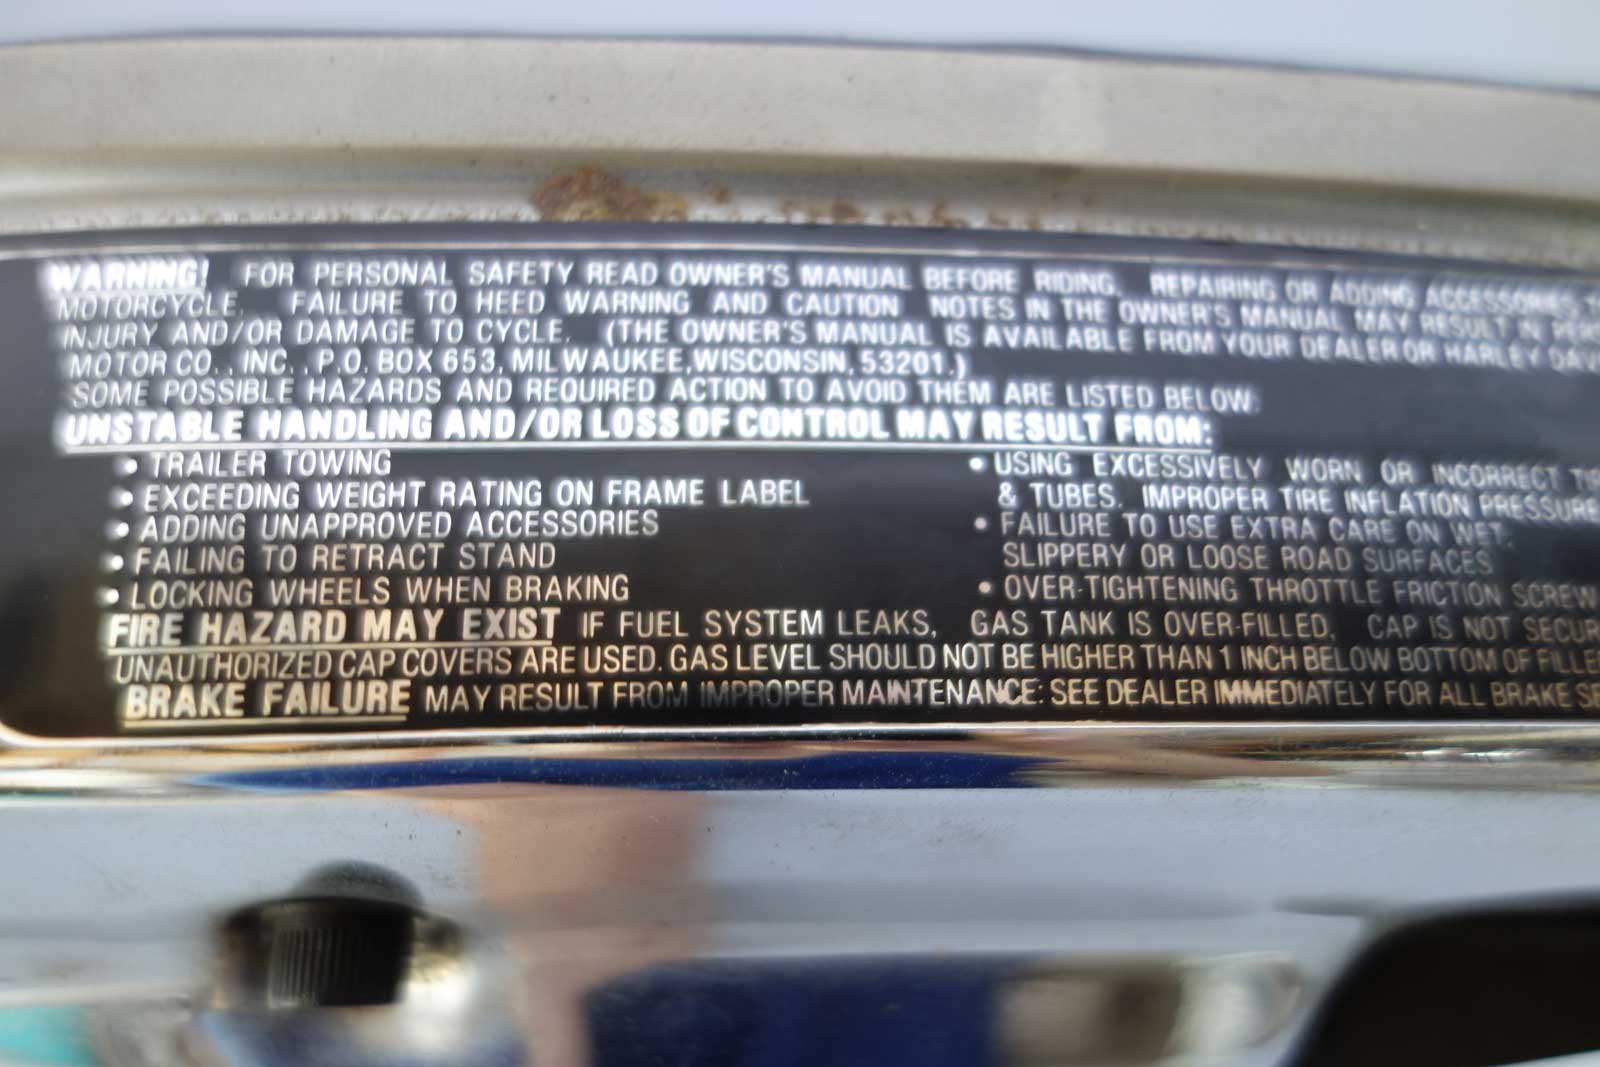 WARNING! FOR PERSONAL SAFETY READ OWNER'S MANUAL BEFORE RIDING. REPAIRING OR ADDING ACCESSORIES
MOTORCYCLE. FAILURE TO HEED WARNING AND CAUTION NOTES IN THE OWNER'S MANUAL MAY RESULT IN
INJURY AND/OR DAMAGE TO CYCLE. (THE OWNER'S MANUAL IS AVAILABLE FROM YOUR DEALER OR HARLEY
MOTOR CO., INC., P.O. BOX 653, MILWAUKEE, WISCONSIN, 53201.)
SOME POSSIBLE HAZARDS AND REQUIRED ACTION TO AVOID THEM ARE LISTED BELOW:
UNSTABLE HANDLING AND/OR LOSS OF CONTROL MAY RESULT FROM:
• TRAILER TOWING
• EXCEEDING WEIGHT RATING ON FRAME LABEL
• ADDING UNAPPROVED ACCESSORIES
• FAILING TO RETRACT STAND
• LOCKING WHEELS WHEN BRAKING
• USING EXCESSIVELY WORN OR INCORRECT
& TUBES. IMPROPER TIRE INFLATION PRESSURE
• FAILURE TO USE EXTRA CARE ON WET,
SLIPPERY OR LOOSE ROAD SURFACES
• OVER-TIGHTENING THROTTLE FRICTION SCREW
FIRE HAZARD MAY EXIST IF FUEL SYSTEM LEAKS, GAS TANK IS OVER-FILLED, CAP IS NOT
UNAUTHORIZED CAP COVERS ARE USED. GAS LEVEL SHOULD NOT BE HIGHER THAN 1 INCH BELOW BOTTOM OF
BRAKE FAILURE MAY RESULT FROM IMPROPER MAINTENANCE: SEE DEALER IMMEDIATELY FOR ALL BRAKE